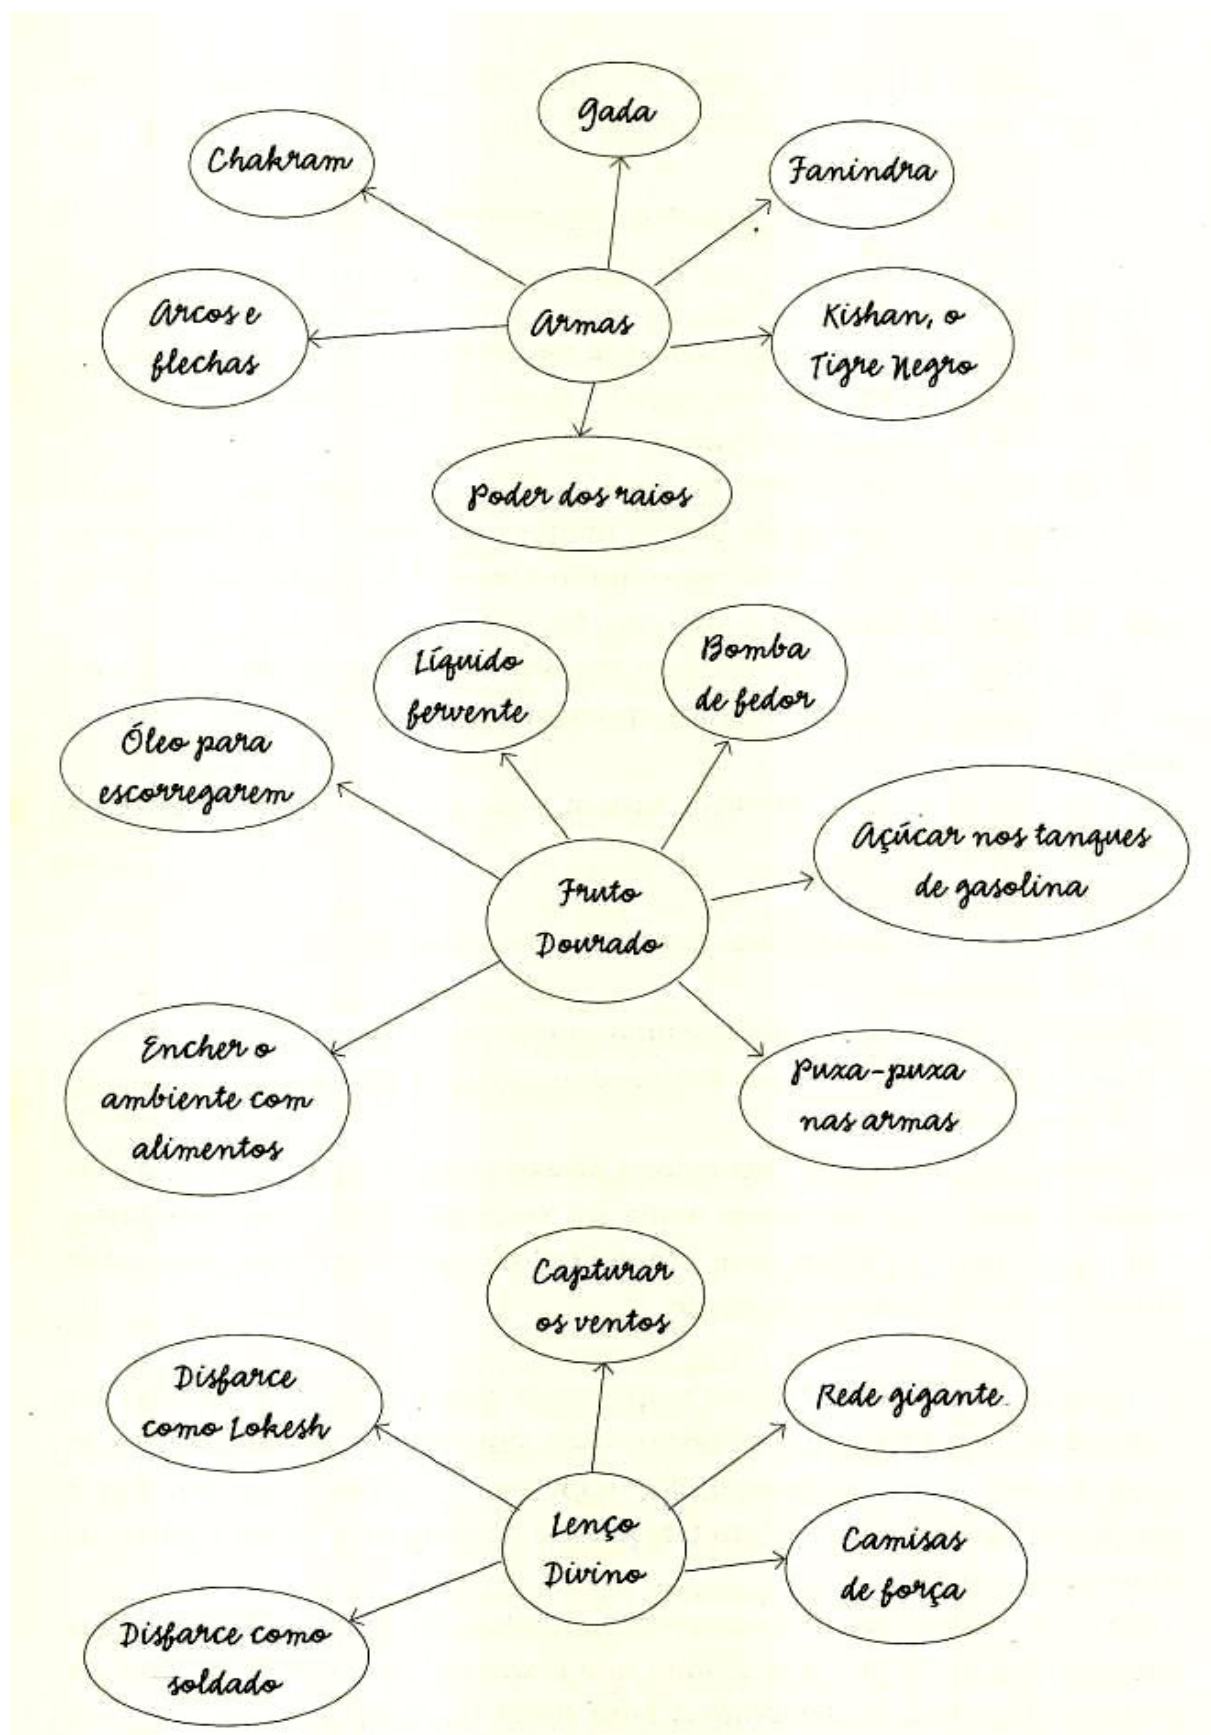 Gada
Chakram
Fanindra
Arcos e
flechas
Armas
Kishan, o
Tigre Negro
Poder dos raios
Líquido
fervente
Bomba
de fedor
Óleo para
escorregarem
Açúcar nos tanques
de gasolina
Fruto
Dourado
Encher o
ambiente com
alimentos
Puxa-puxa
nas armas
Capturar
os ventos
Disfarce
como Lokesh
Rede gigante
Lenço
Divino
Camisas
de força
Disfarce como
soldado